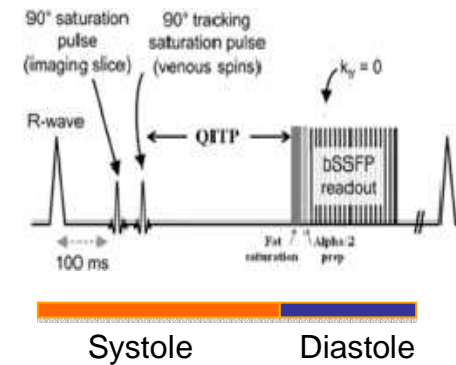 90° saturation
pulse
(imaging slice)
90° tracking
saturation pulse
(venous spins)
k_y = 0
R-wave
QITP
bSSFP
readout
100 ms
Fat
saturation
Alpha/2
prep
Systole
Diastole